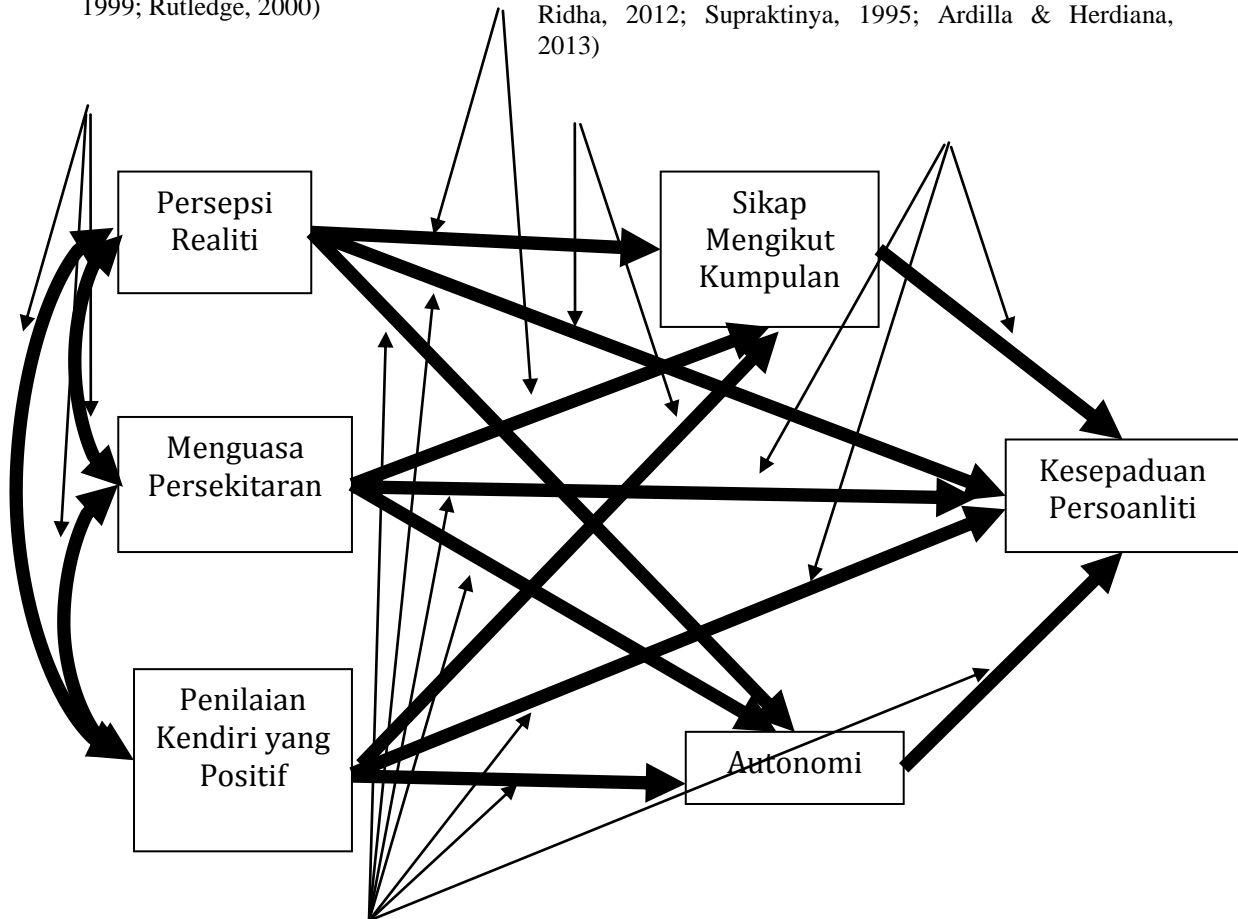 1999; Rutledge, 2000)
Ridha, 2012; Supraktinya, 1995; Ardilla & Herdiana,
2013)
Persepsi
Realiti
Sikap
Mengikut
Kumpulan
Menguasa
Persekitaran
Kesepaduan
Persoanliti
Penilaian
Kendiri yang
Positif
Autonomi